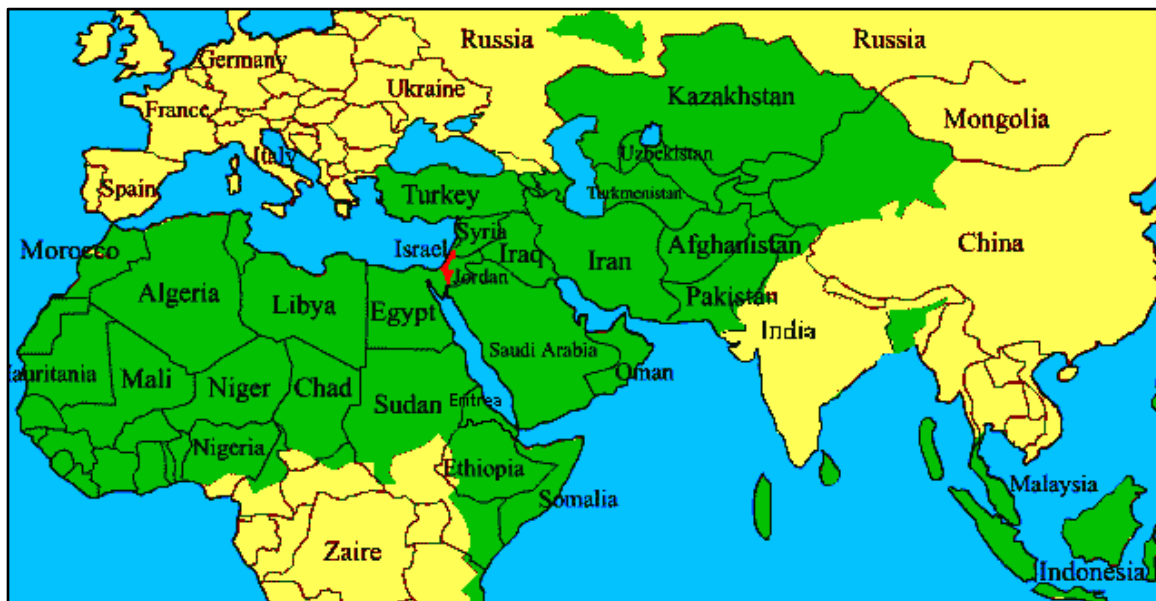 Russia
Russia
Germany
Ukraine
Kazakhstan
France
Mongolia
Italy
Uzbekistan
Spain
Turkey
Turkmenistan
Syria
China
Morocco
Israel
Iraq
Afghanistan
Iran
Jordan
Algeria
Libya
Egypt
Pakistan
India
Saudi Arabia
Mauritania
Mali
Niger
Chad
Oman
Sudan
Eritrea
Nigeria
Ethiopia
Malaysia
Somalia
Zaire
Indonesia